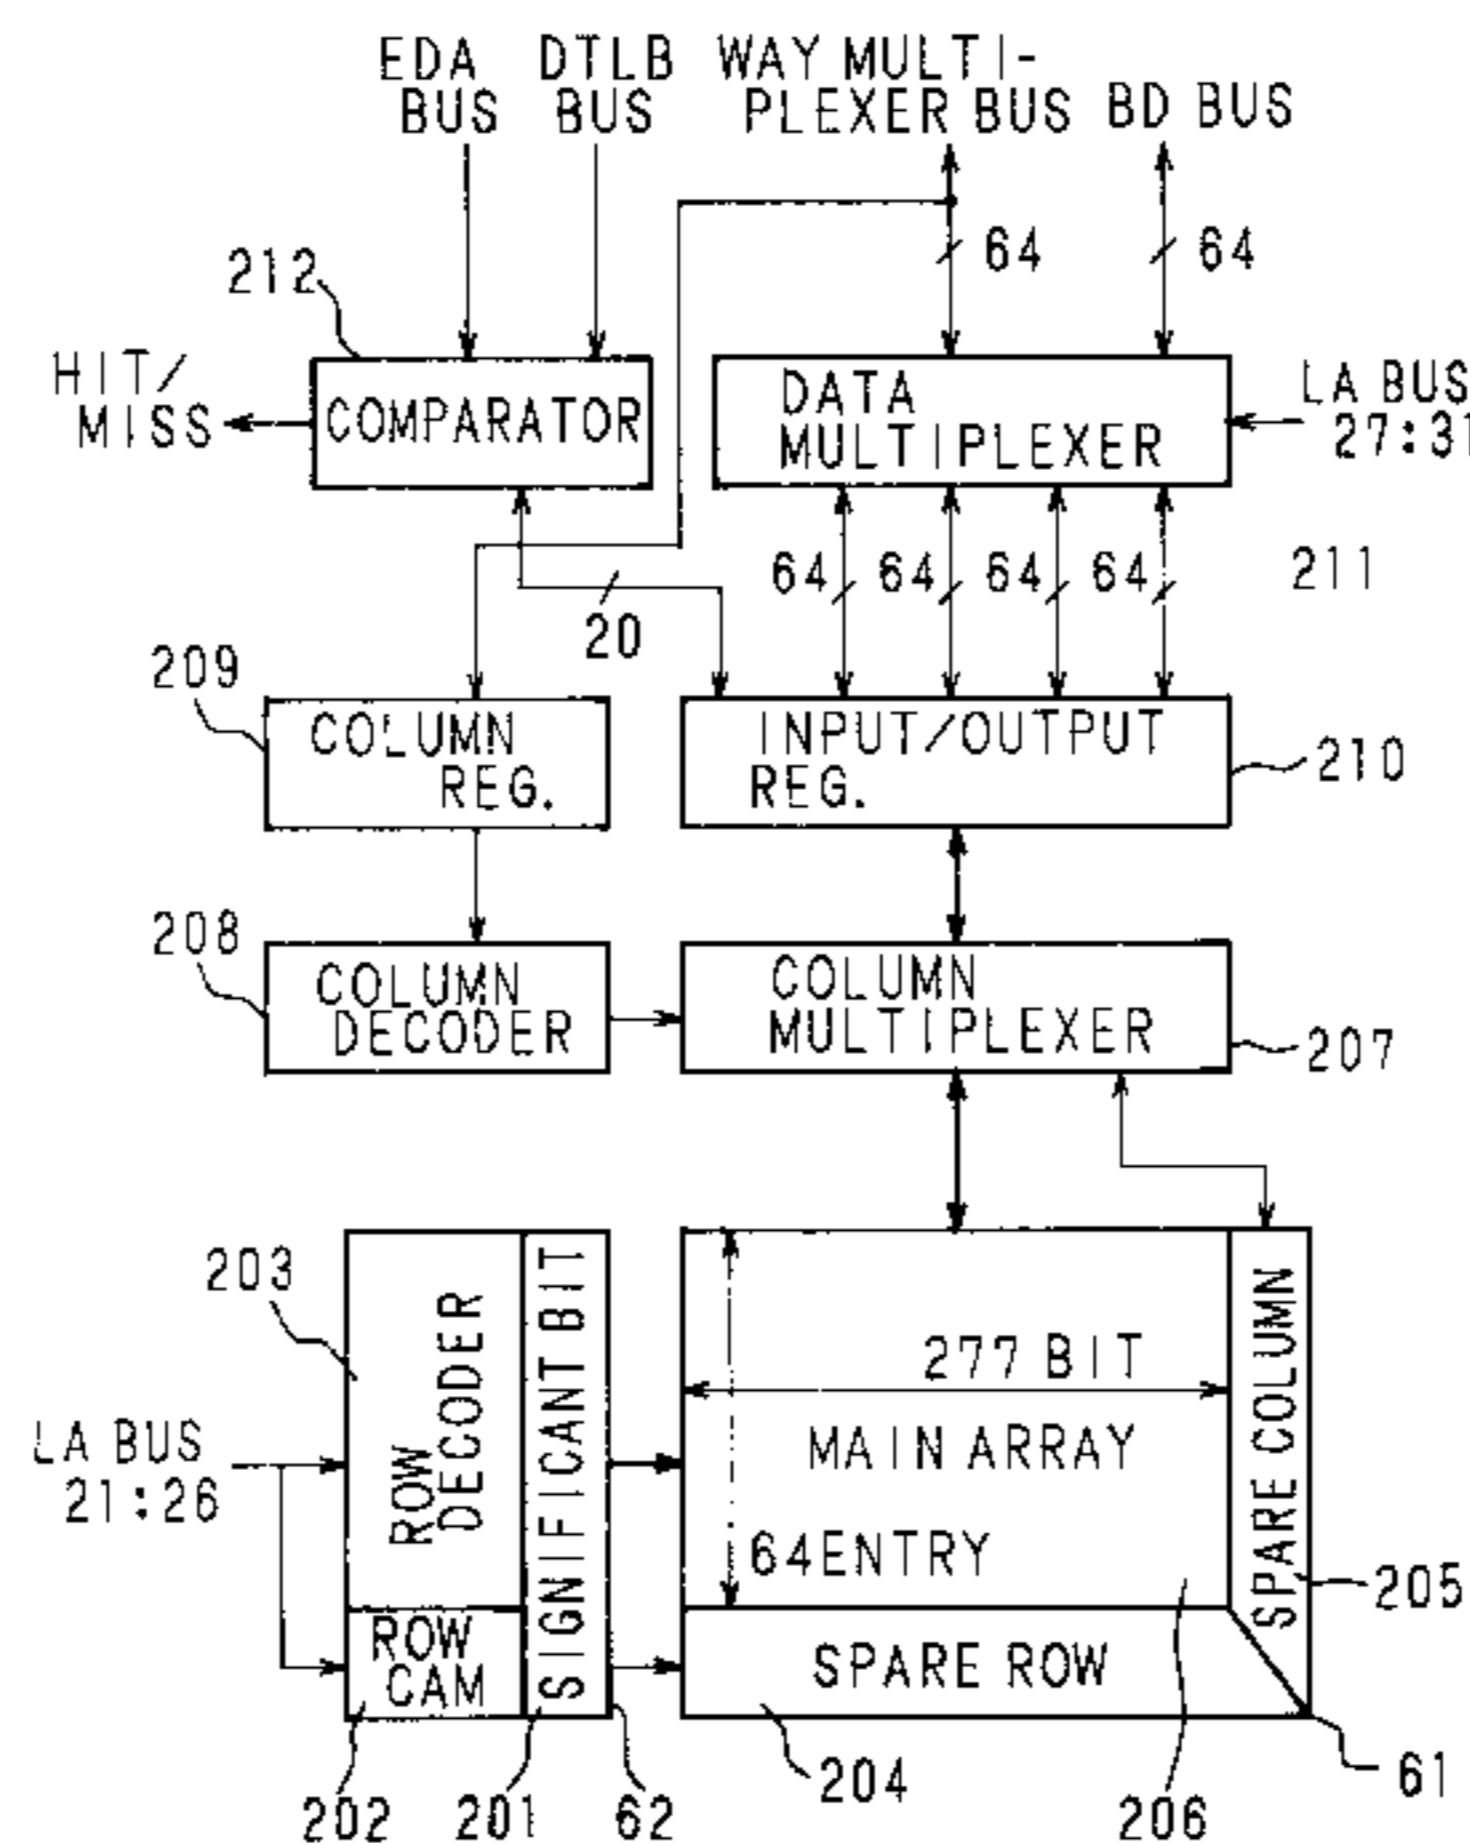 EDA
BUS
DTLB
BUS
WAY MULTI-
PLEXER BUS
BD BUS
64
64
212
HIT/
MISS
COMPARATOR
DATA
MULTIPLEXER
LA BUS
27:31
64
64
64
64
211
20
209
COLUMN
REG.
INPUT/OUTPUT
REG.
210
208
COLUMN
DECODER
COLUMN
MULTIPLEXER
207
203
ROW
DECODER
SIGNIFICANT BIT
277 BIT
MAIN ARRAY
64 ENTRY
SPARE COLUMN
LA BUS
21:26
205
ROW
CAM
SPARE ROW
202
201
62
204
206
61